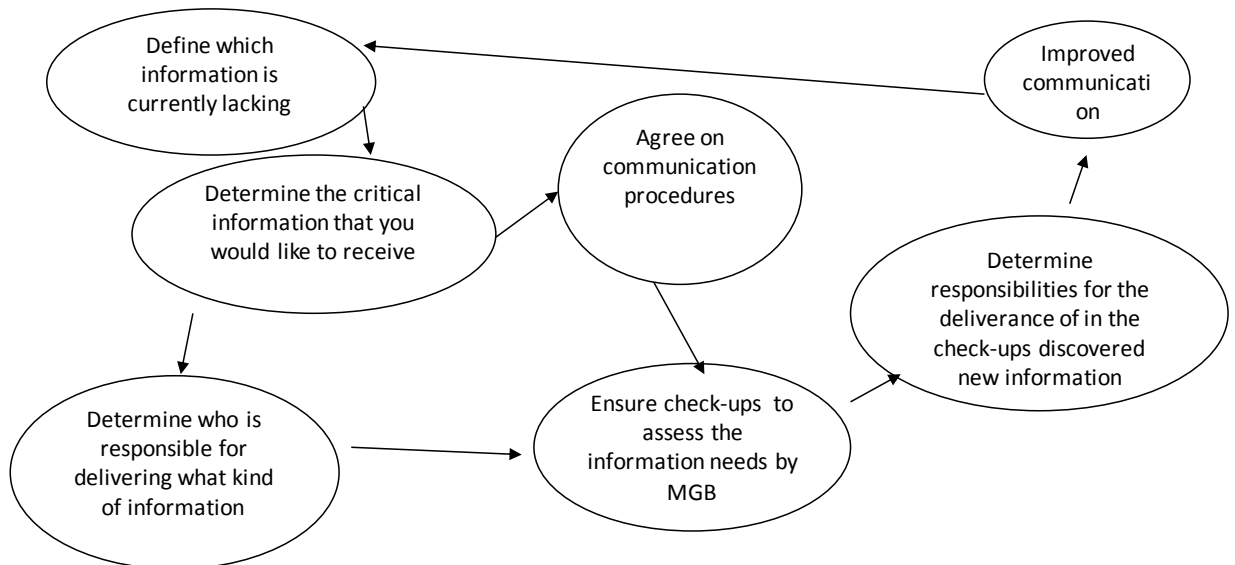 Define which
information is
currently lacking
Determine the critical
information that you
would like to receive
Agree on
communication
procedures
Improved
communicati
on
Determine
responsibilities for the
deliverance of in the
check-ups discovered
new information
Determine who is
responsible for
delivering what kind
of information
Ensure check-ups to
assess the
information needs by
MGB